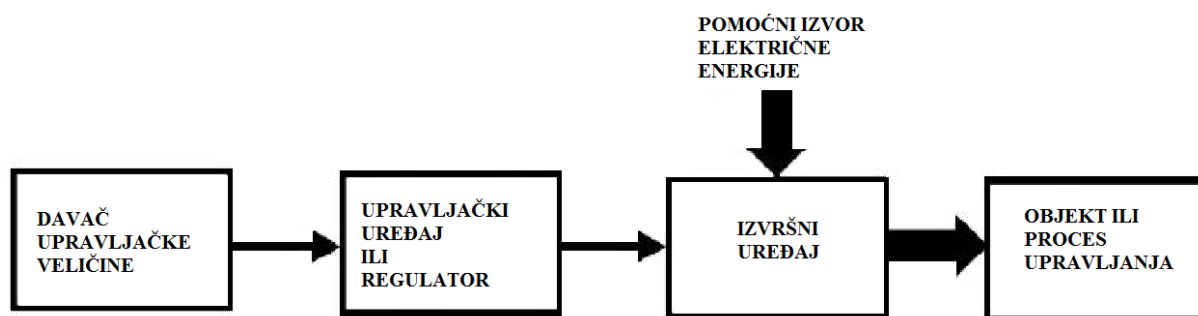 POMOĆNI IZVOR
ELEKTRIČNE
ENERGIJE
DAVAČ
UPRAVLJAČKE
VELIČINE
UPRAVLJAČKI
UREĐAJ
ILI
REGULATOR
IZVRŠNI
UREĐAJ
OBJEKT ILI
PROCES
UPRAVLJANJA